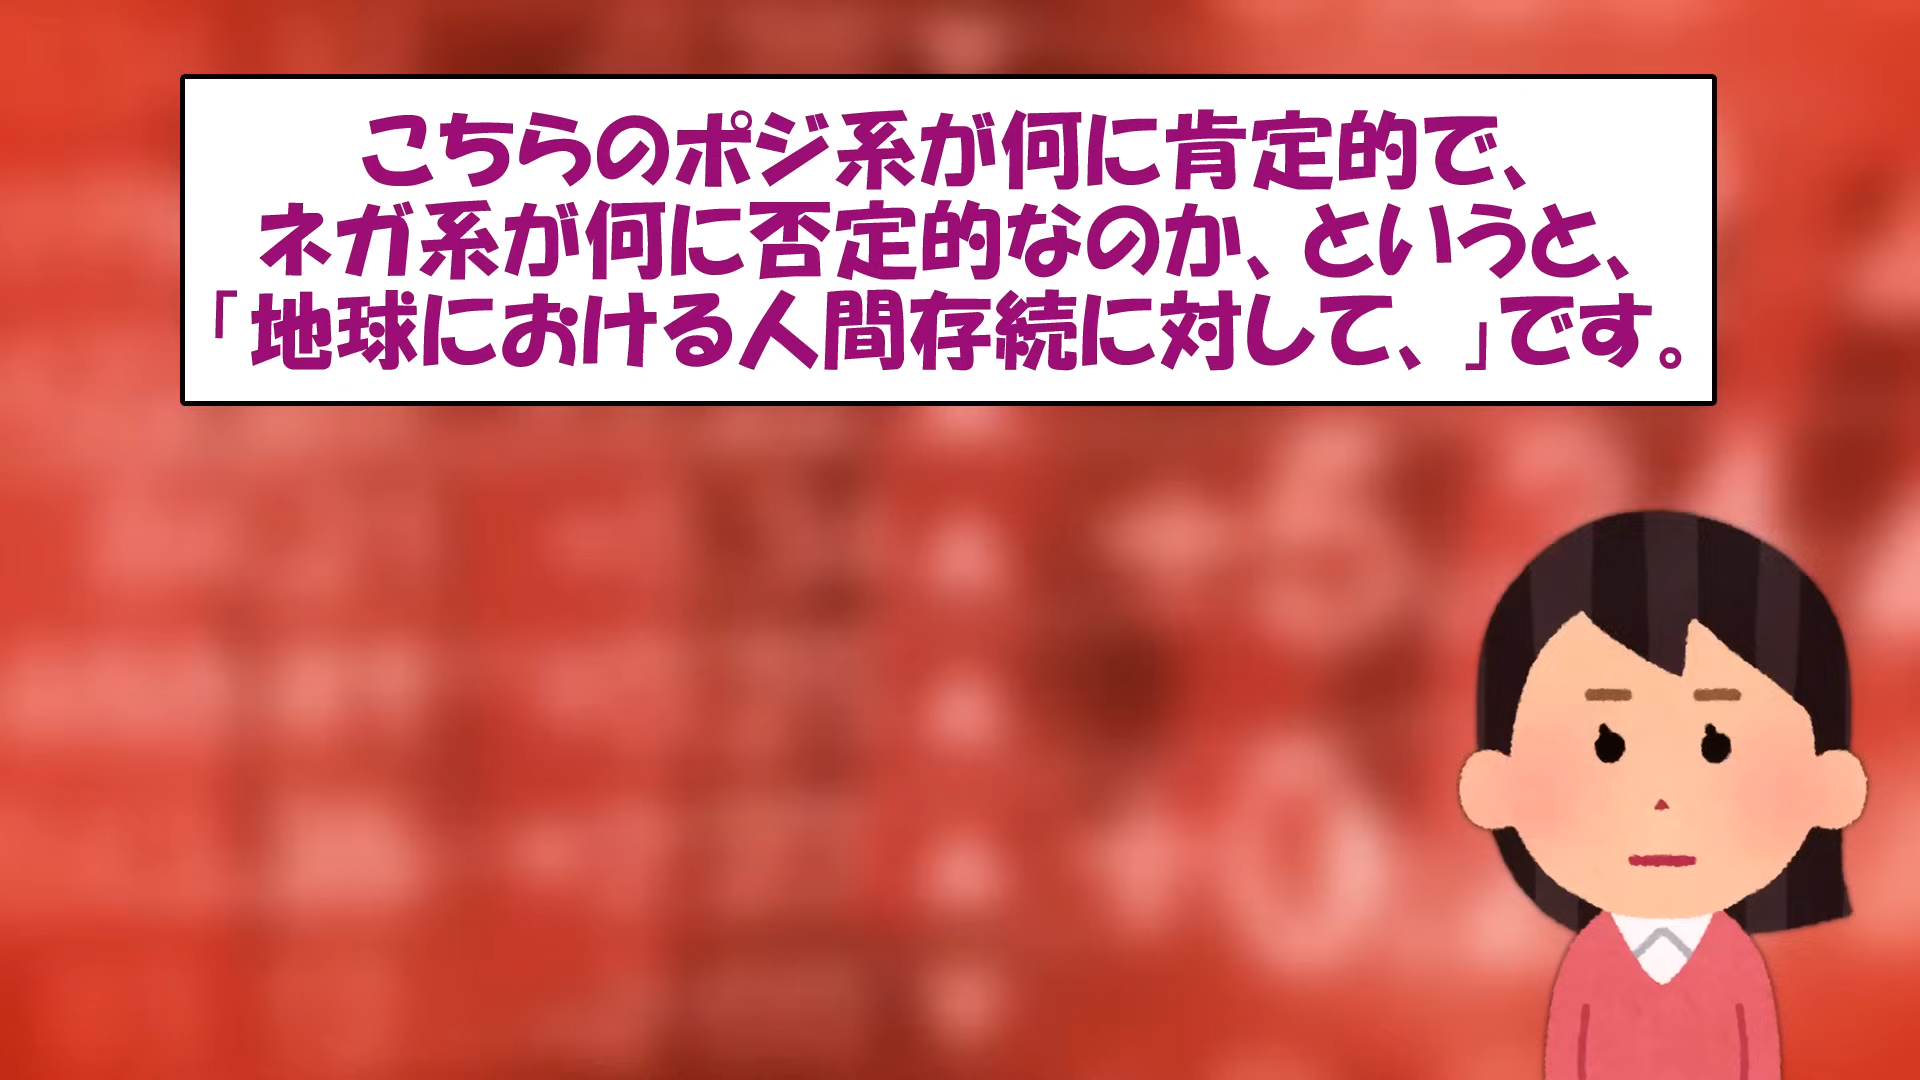 こちらのポジ系が何に肯定的で、
ネガ系が何に否定的なのか、というと、
「地球における人間存続に対して、」です。